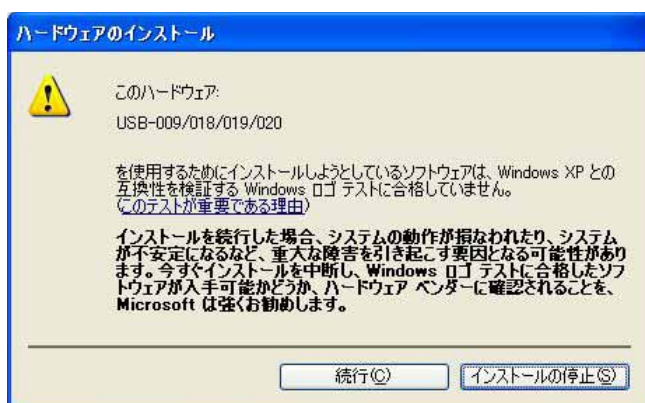 ハードウェアのインストール
このハードウェア:
USB-009/018/019/020
を使用するためにインストールしようとしているソフトウェアは、Windows XP との
互換性を検証する Windows ロゴ テストに合格していません。
(このテストが重要である理由)
インストールを続行した場合、システムの動作が損なわれたり、システム
が不安定になるなど、重大な障害を引き起こす要因となる可能性があり
ます。今すぐインストールを中断し、Windows ロゴ テストに合格したソフ
トウェアが入手可能かどうか、ハードウェア ベンダーに確認されることを、
Microsoft は強くお勧めします。
続行(C)
インストールの停止(S)